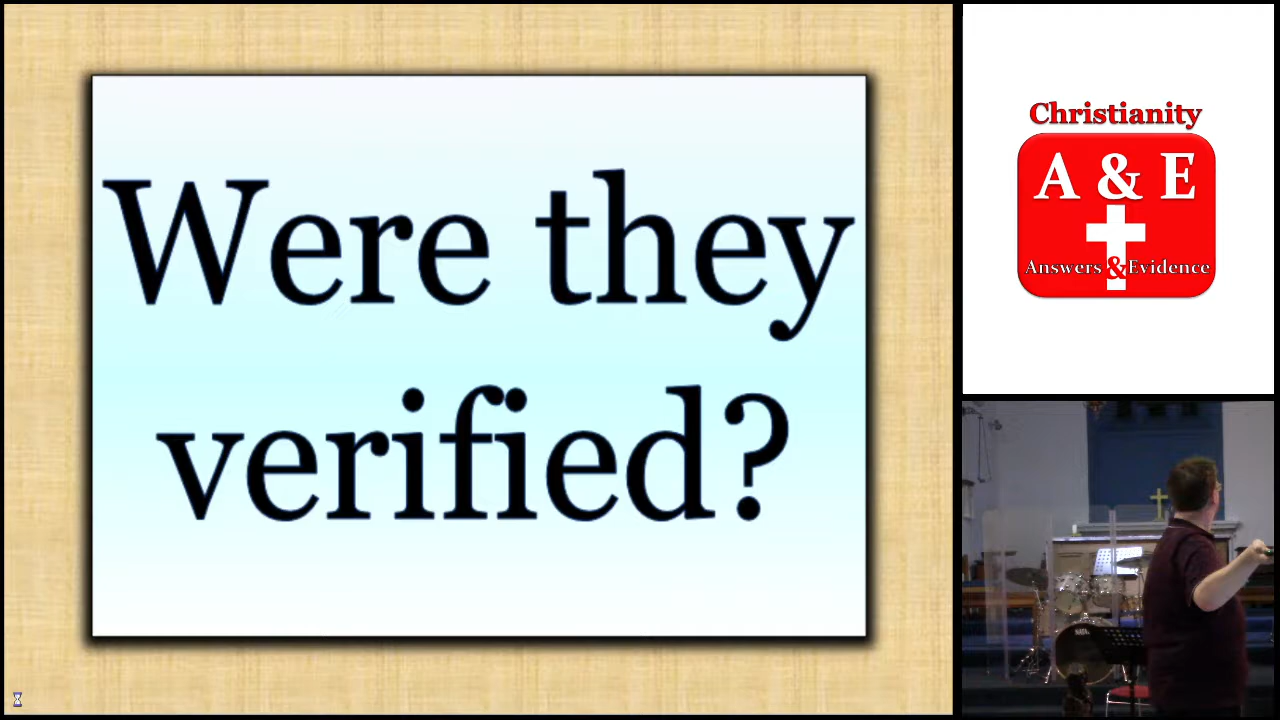 Were they
verified?
Christianity
A & E
Answers & Evidence